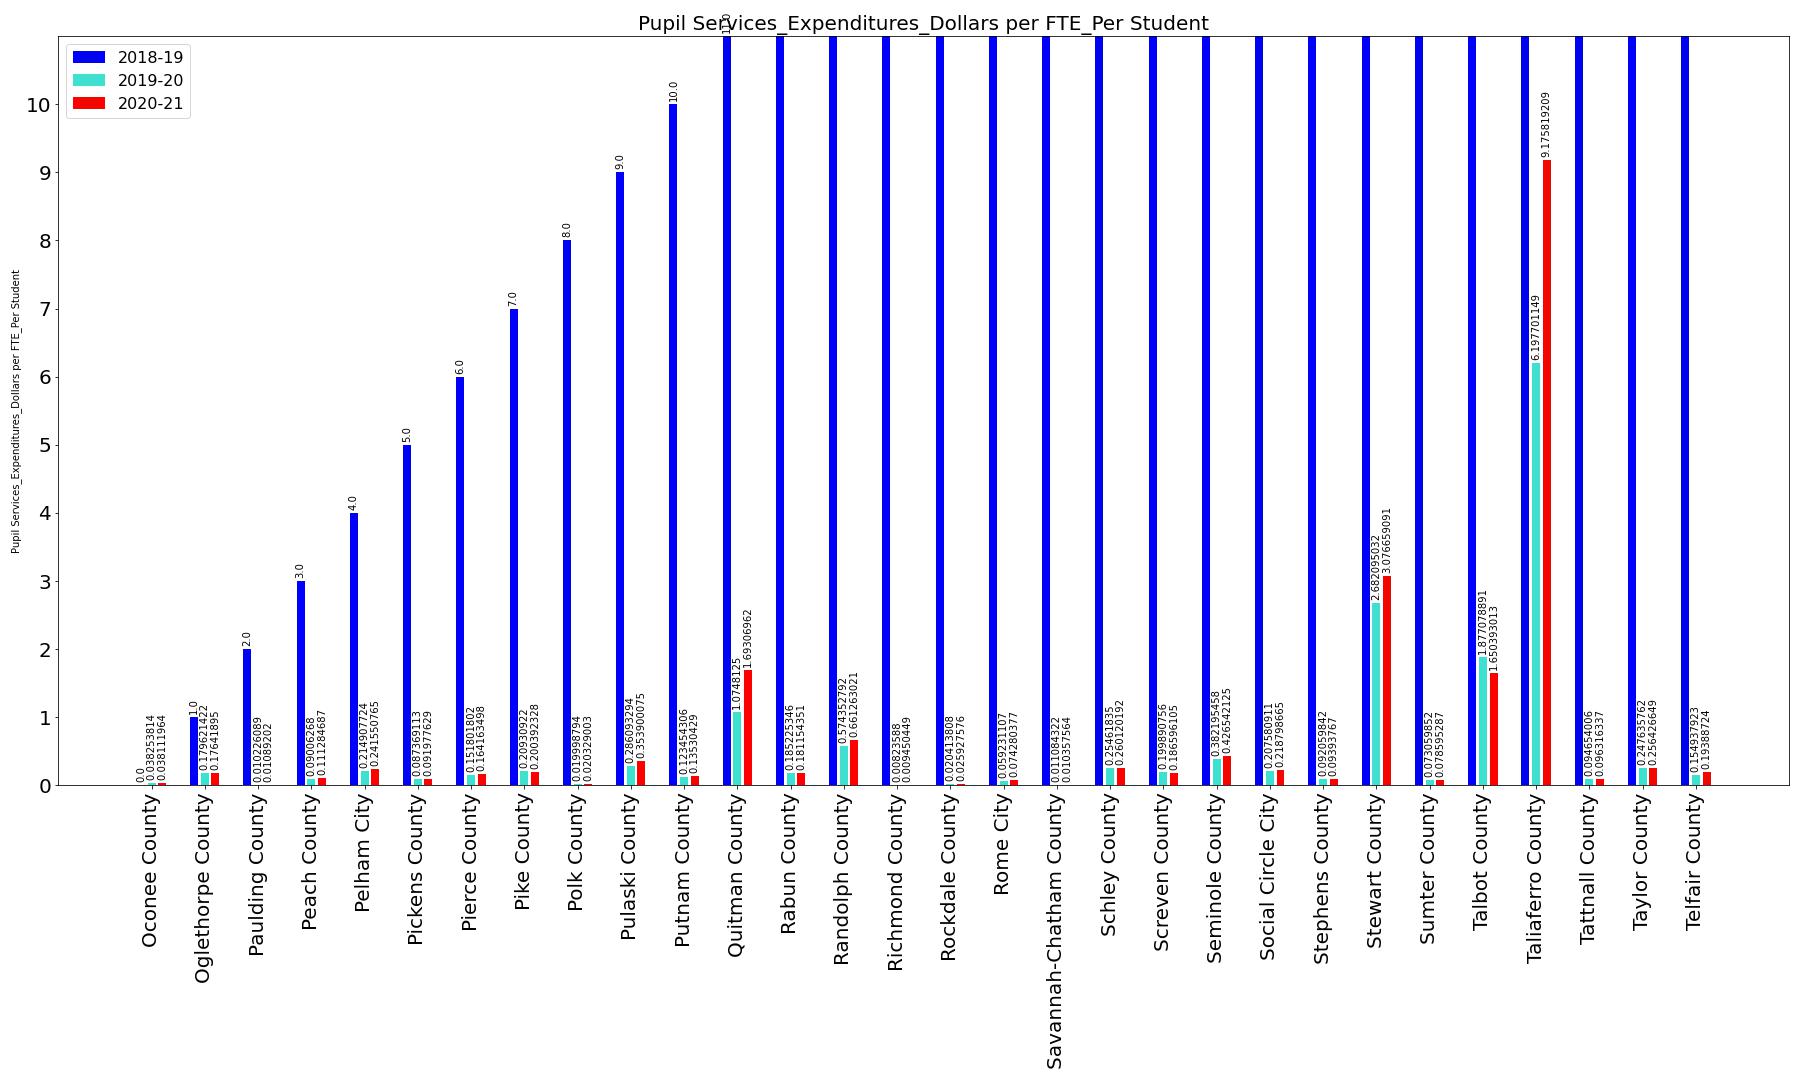 Pupil Services_Expenditures_Dollars per FTE_Per Student
2018-19
2019-20
2020-21
Pupil Services_Expenditures_Dollars per FTE_Per Student
10
9
8
7
6
5
4
3
2
1
0
0.0
0.038253814
0.038111964
1.0
0.179621422
0.177641895
2.0
0.010226089
0.010889202
3.0
0.090062268
0.111284687
4.0
0.214907724
0.241550765
5.0
0.087369113
0.091977629
6.0
0.151801802
0.164163498
7.0
0.20930922
0.200392328
8.0
0.019998794
0.020329003
9.0
0.286093294
0.353900075
10.0
0.123454306
0.13530429
11.0
1.0748125
1.69306962
0.185225346
0.181154351
0.574352792
0.661263021
0.00823588
0.009450449
0.020413808
0.025927576
0.059231107
0.074280377
0.011084322
0.010357564
0.25461835
0.260120192
0.199890756
0.18656105
0.382195458
0.426542125
0.207580911
0.218798665
0.092059842
0.09393767
2.682095032
3.076659091
0.073059852
0.078595287
1.877078891
1.650393013
6.197701149
9.175819209
0.094654006
0.096316337
0.247635762
0.256426649
0.154937923
0.19388724
Oconee County
Oglethorpe County
Paulding County
Peach County
Pelham City
Pickens County
Pierce County
Pike County
Polk County
Pulaski County
Putnam County
Quitman County
Rabun County
Randolph County
Richmond County
Rockdale County
Rome City
Savannah-Chatham County
Schley County
Screven County
Seminole County
Social Circle City
Stephens County
Stewart County
Sumter County
Talbot County
Taliaferro County
Tattnall County
Taylor County
Telfair County